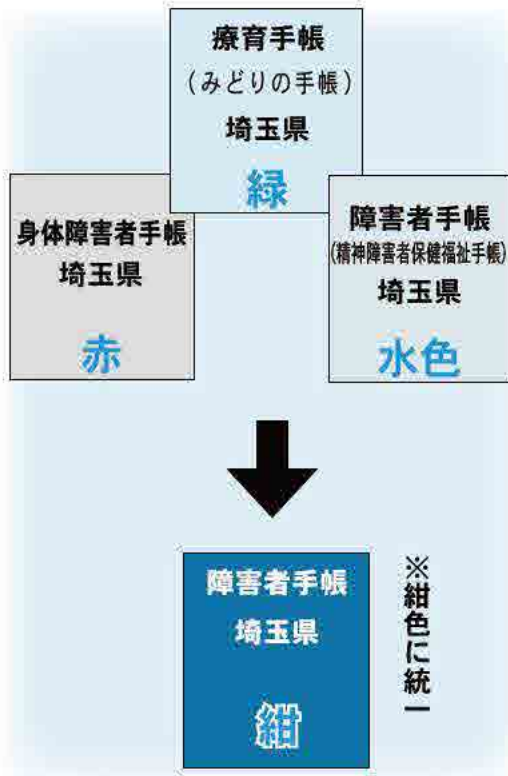 療育手帳
(みどりの手帳)
埼玉県
緑
身体障害者手帳
埼玉県
赤
障害者手帳
(精神障害者保健福祉手帳)
埼玉県
水色
障害者手帳
埼玉県
紺
※紺色に統一